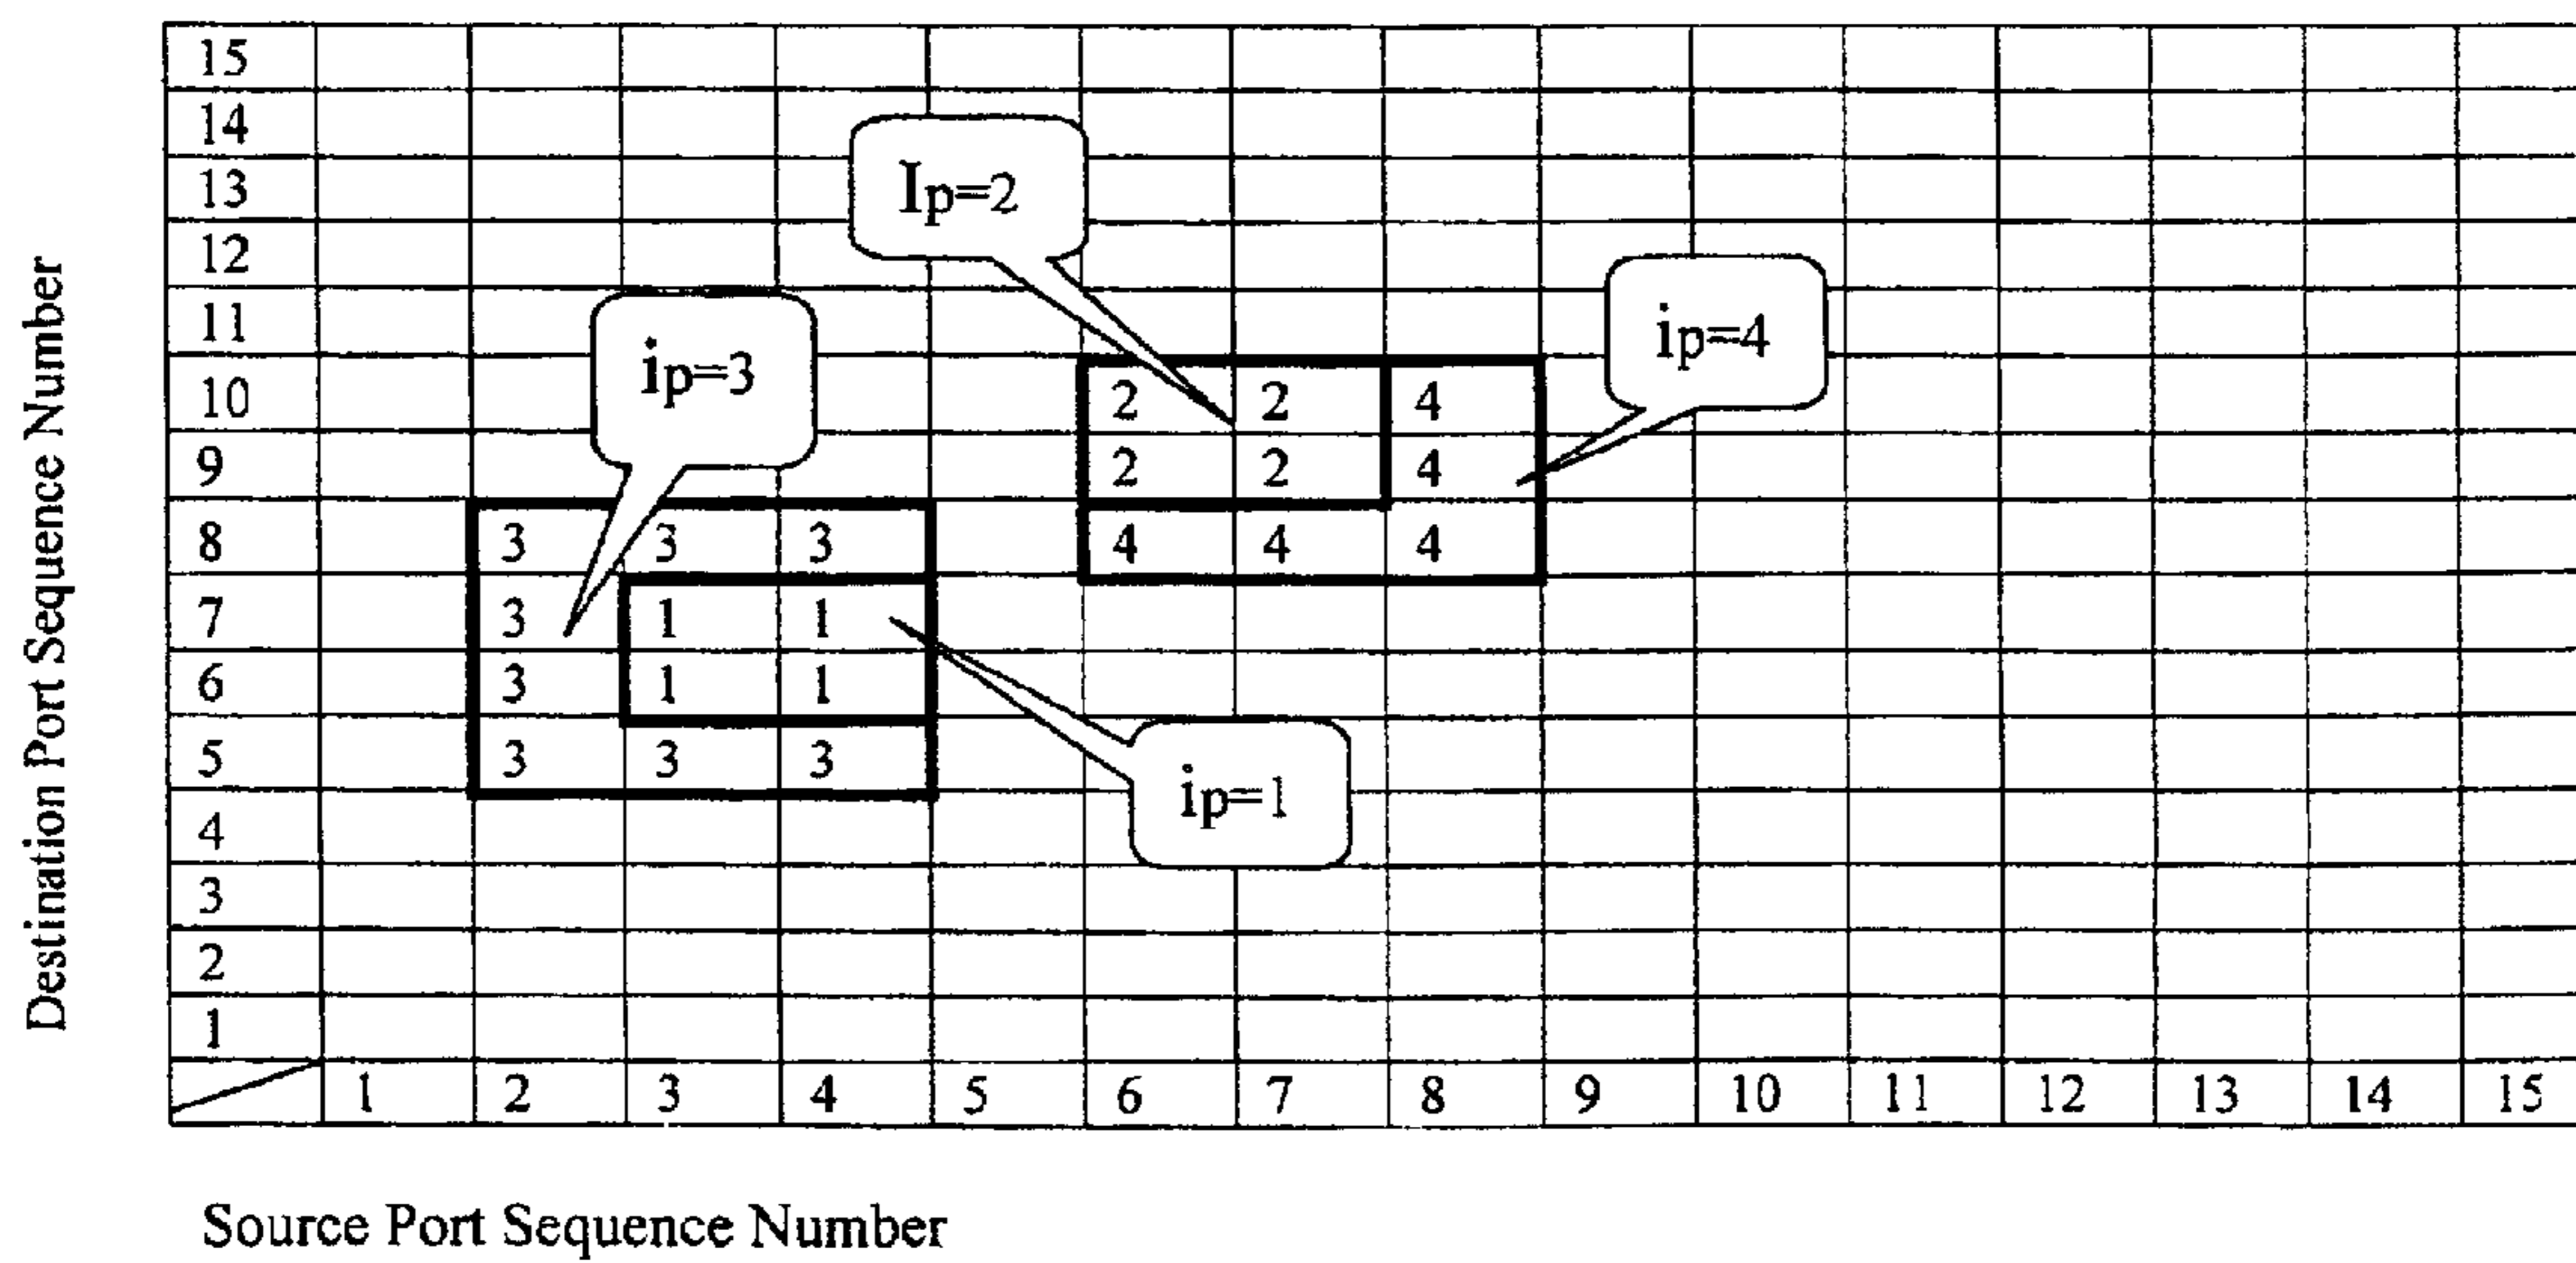 15
14
13
Ip=2
12
11
ip=3
ip=4
10 2 2 4
9 2 2 4
8 3 3 3 4 4 4
7 3 1 1
6 3 1 1
5 3 3 3
ip=1
4
3
2
1
1 2 3 4 5 6 7 8 9 10 11 12 13 14 15
Destination Port Sequence Number
Source Port Sequence Number